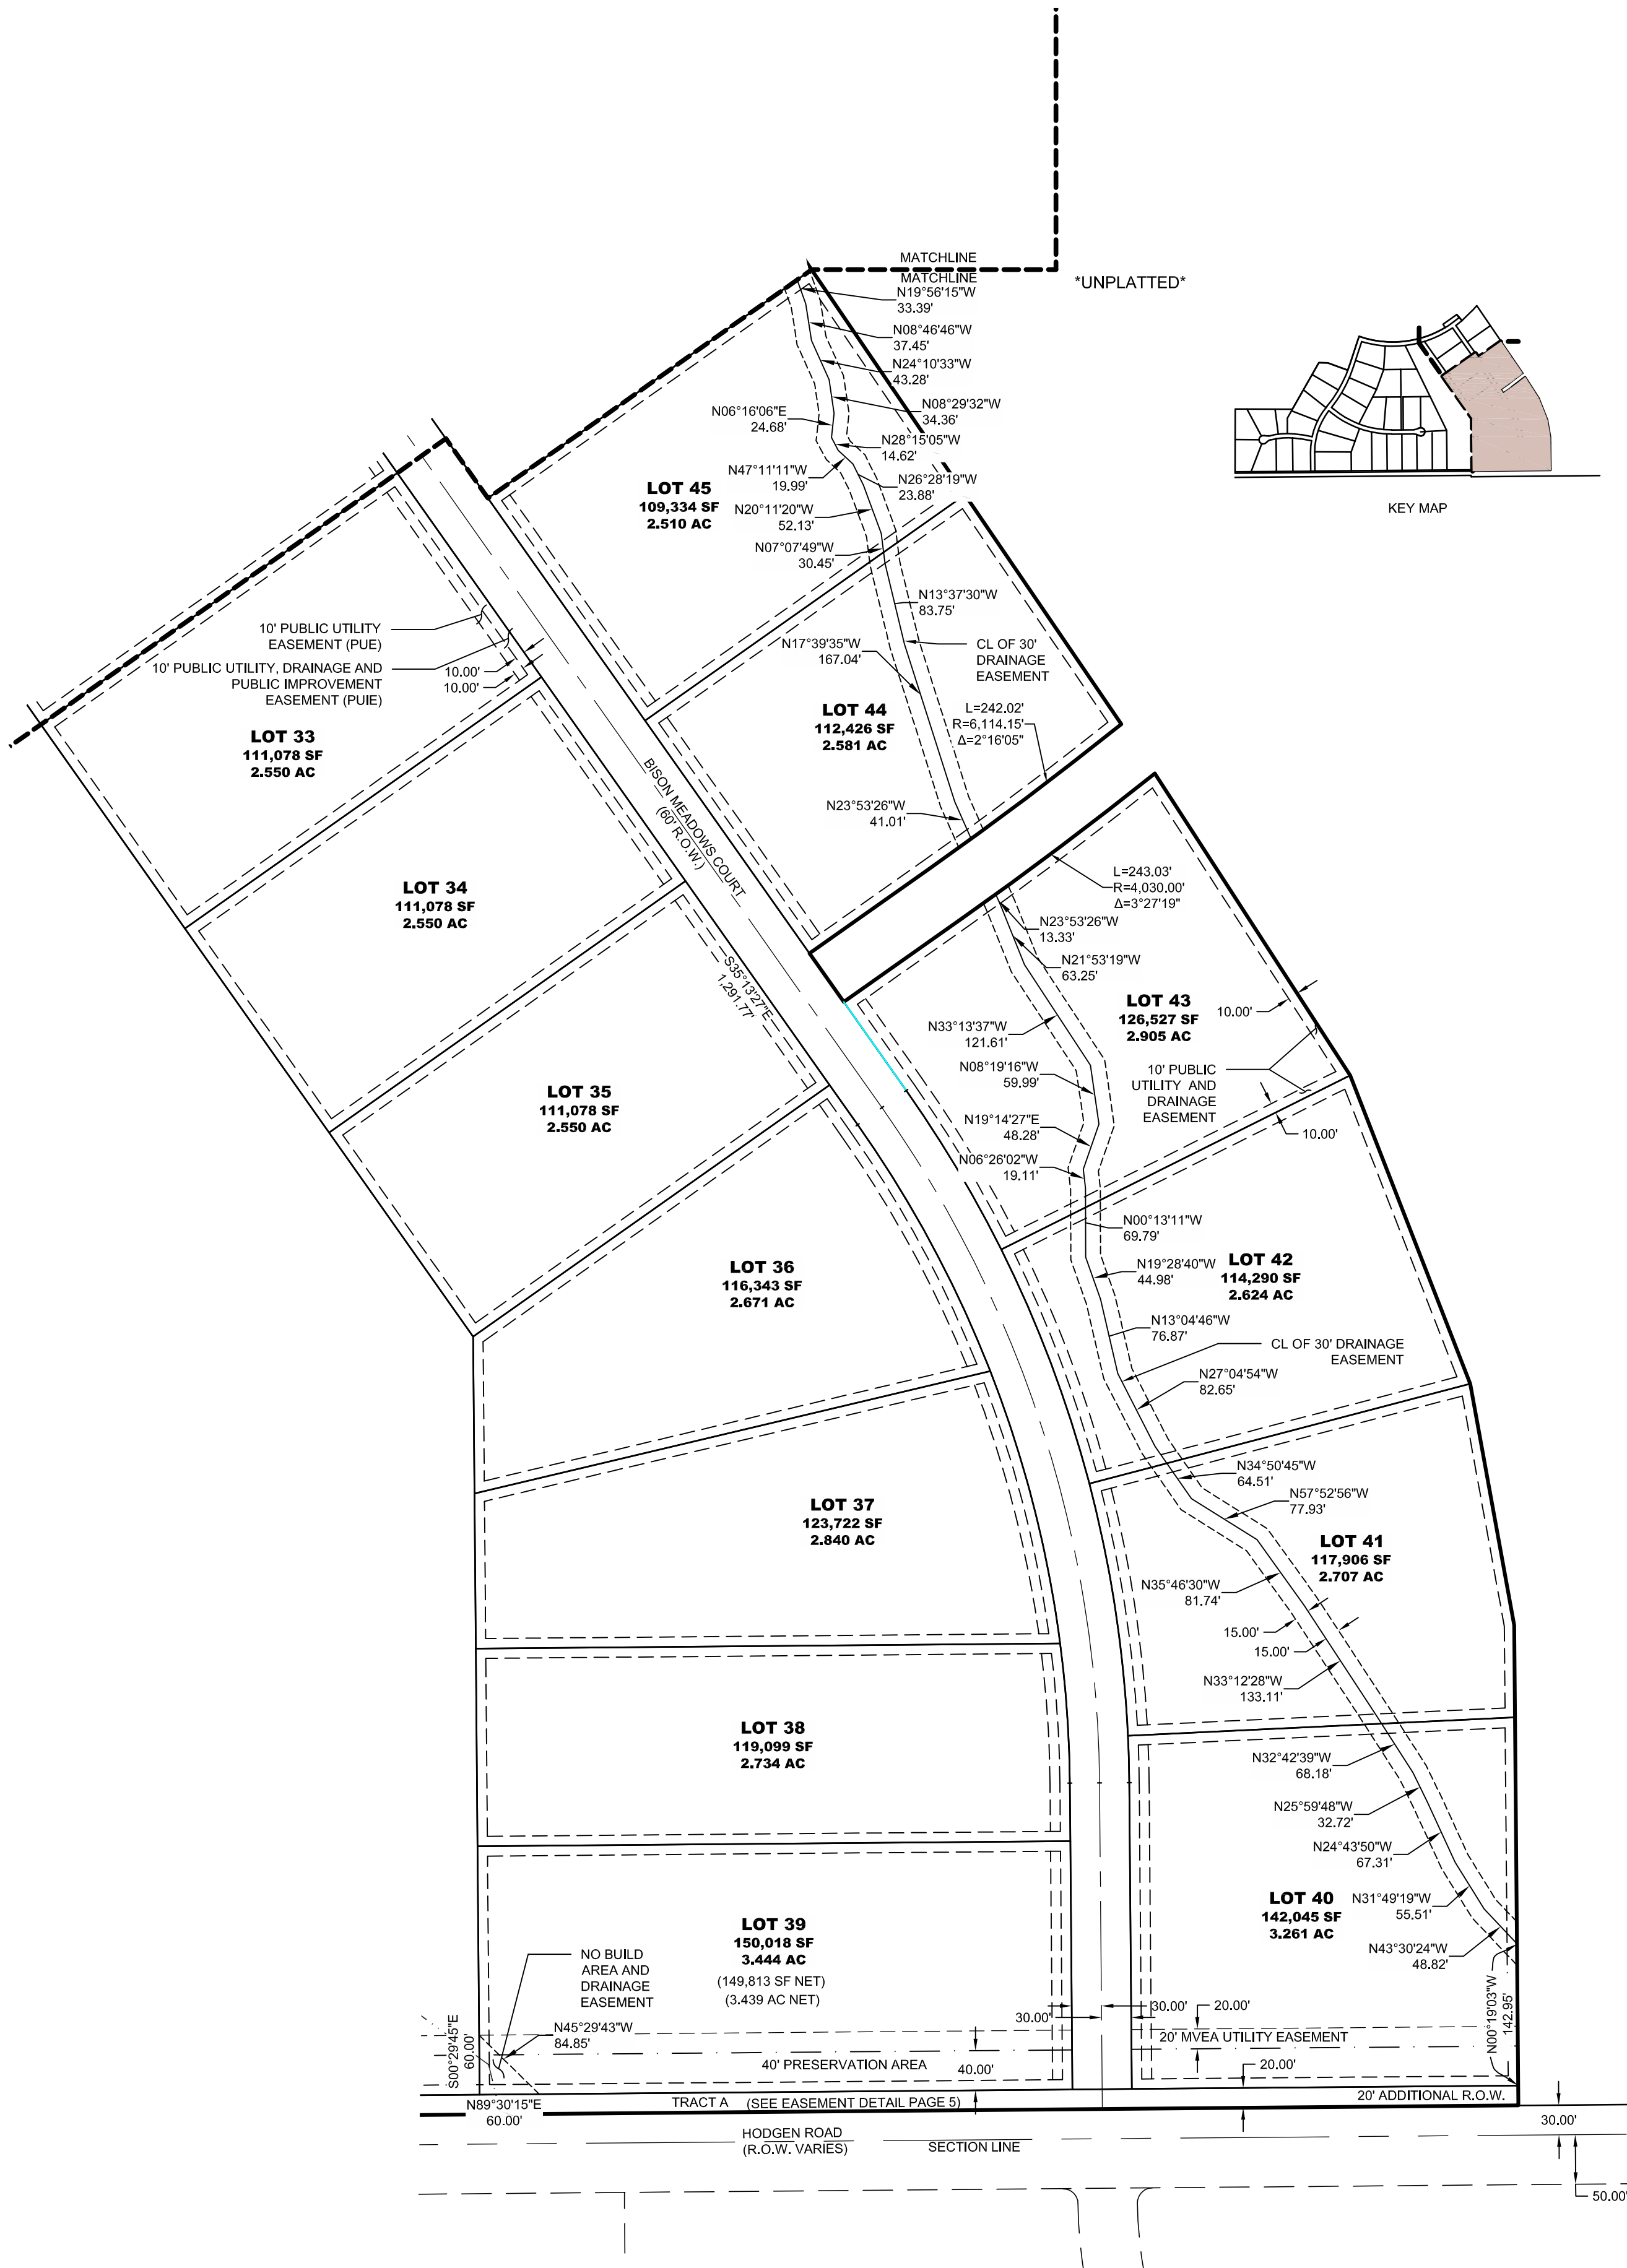 MATCHLINE
MATCHLINE
*UNPLATTED*
N19°56'15"W
33.39'
N08°46'46"W
37.45'
N24°10'33"W
43.28'
N08°29'32"W
34.36'
N06°16'06"E
24.68'
N28°15'05"W
14.62'
N47°11'11"W
19.99'
N26°28'19"W
23.88'
N20°11'20"W
52.13'
N07°07'49"W
30.45'
LOT 45
109,334 SF
2.510 AC
KEY MAP
N13°37'30"W
83.75'
N17°39'35"W
167.04'
CL OF 30'
DRAINAGE
EASEMENT
10' PUBLIC UTILITY
EASEMENT (PUE)
10' PUBLIC UTILITY, DRAINAGE AND
PUBLIC IMPROVEMENT
EASEMENT (PUIE)
10.00'
10.00'
LOT 33
111,078 SF
2.550 AC
LOT 44
112,426 SF
2.581 AC
L=242.02'
R=6,114.15'
Δ=2°16'05"
N23°53'26"W
41.01'
BISON MEADOWS COURT
(60' R.O.W.)
LOT 34
111,078 SF
2.550 AC
S35°13'27"E
1,291.77'
L=243.03'
R=4,030.00'
Δ=3°27'19"
N23°53'26"W
13.33'
N21°53'19"W
63.25'
LOT 43
126,527 SF
2.905 AC
10.00'
N33°13'37"W
121.61'
N08°19'16"W
59.99'
10' PUBLIC
UTILITY AND
DRAINAGE
EASEMENT
10.00'
N19°14'27"E
48.28'
N06°26'02"W
19.11'
LOT 35
111,078 SF
2.550 AC
N00°13'11"W
69.79'
N19°28'40"W
44.98'
LOT 42
114,290 SF
2.624 AC
LOT 36
116,343 SF
2.671 AC
N13°04'46"W
76.87'
CL OF 30' DRAINAGE
EASEMENT
N27°04'54"W
82.65'
N34°50'45"W
64.51'
N57°52'56"W
77.93'
LOT 37
123,722 SF
2.840 AC
LOT 41
117,906 SF
2.707 AC
N35°46'30"W
81.74'
15.00'
15.00'
N33°12'28"W
133.11'
LOT 38
119,099 SF
2.734 AC
N32°42'39"W
68.18'
N25°59'48"W
32.72'
N24°43'50"W
67.31'
N31°49'19"W
55.51'
LOT 40
142,045 SF
3.261 AC
N43°30'24"W
48.82'
LOT 39
150,018 SF
3.444 AC
(149,813 SF NET)
(3.439 AC NET)
NO BUILD
AREA AND
DRAINAGE
EASEMENT
N45°29'43"W
84.85'
S00°29'45"E
60.00'
N89°30'15"E
60.00'
30.00'
30.00'
20.00'
20' MVEA UTILITY EASEMENT
N00°19'03"W
142.95'
40' PRESERVATION AREA
40.00'
20.00'
TRACT A (SEE EASEMENT DETAIL PAGE 5)
20' ADDITIONAL R.O.W.
30.00'
HODGEN ROAD
(R.O.W. VARIES)
SECTION LINE
50.00'